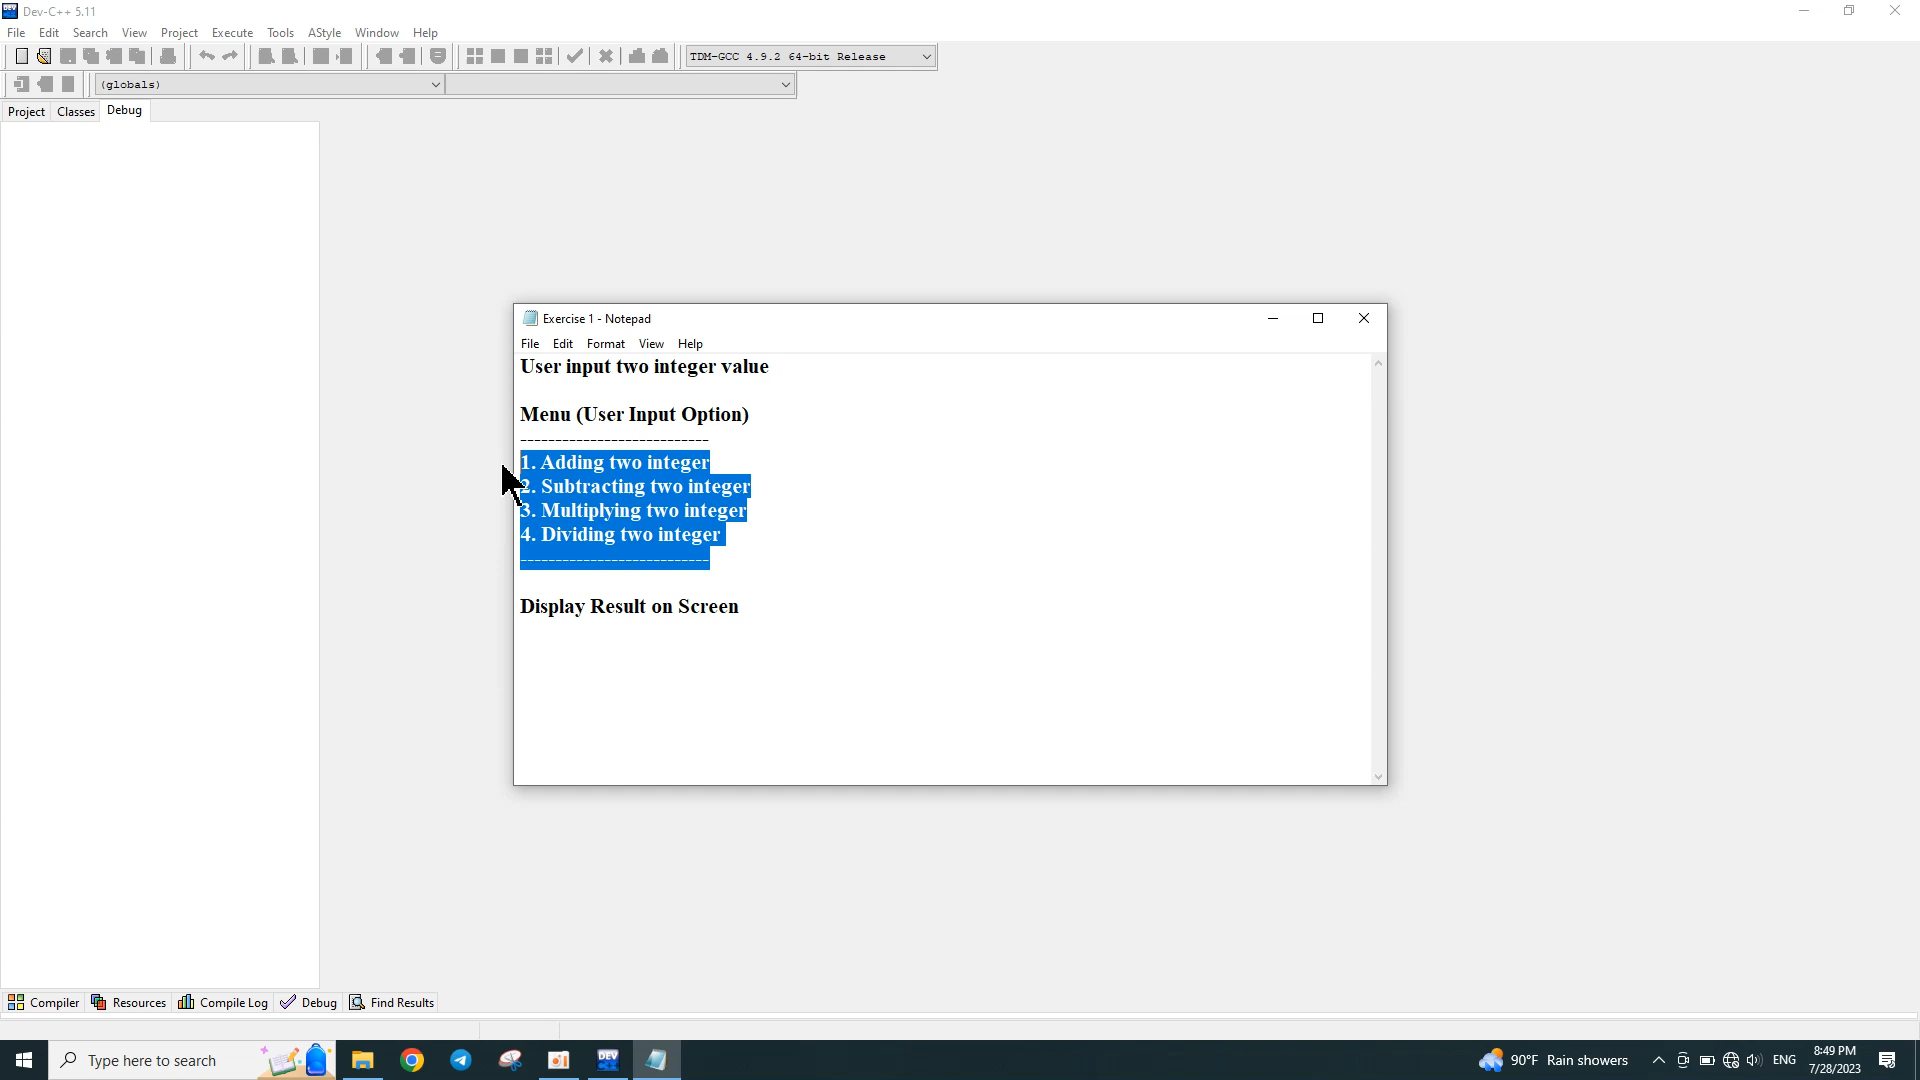 Dev-C++ 5.11
File Edit Search View Project Execute Tools AStyle Window Help
TDM-GCC 4.9.2 64-bit Release
(globals)
Project Classes Debug
Exercise 1 - Notepad
File Edit Format View Help
User input two integer value
Menu (User Input Option)
---------------------------
1. Adding two integer
2. Subtracting two integer
3. Multiplying two integer
4. Dividing two integer
---------------------------
Display Result on Screen
Compiler Resources Compile Log Debug Find Results
Type here to search
DEV
90°F Rain showers
ENG
8:49 PM
7/28/2023